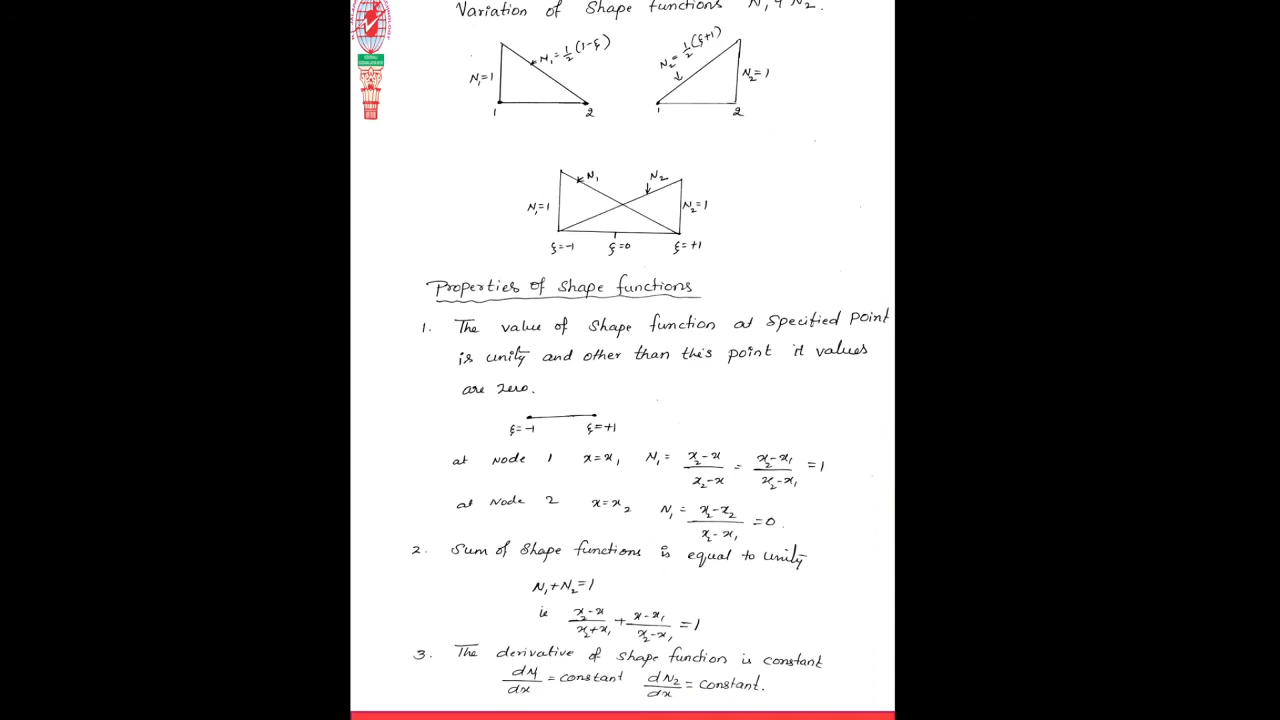 Variation of Shape functions N₁ & N₂.
N₁ = ½(1-ξ)
N₁=1
1 2
N₂ = ½(ξ+1)
N₂=1
1 2
N₁ N₂
N₁=1 N₂=1
ξ=-1 ξ=0 ξ=+1
Properties of Shape functions
1. The value of shape function at specified point
is unity and other than this point it values
are zero.
ξ=-1 ξ=+1
at node 1 x=x₁ N₁ = (x₂-x)/(x₂-x) = (x₂-x₁)/(x₂-x₁) = 1
at Node 2 x=x₂ N₁ = (x₂-x₂)/(x₂-x₁) = 0.
2. Sum of shape functions is equal to unity
N₁+N₂=1
ie (x₂-x)/(x₂+x₁) + (x-x₁)/(x₂-x₁) = 1
3. The derivative of shape function is constant
dN₁/dx = constant dN₂/dx = constant.